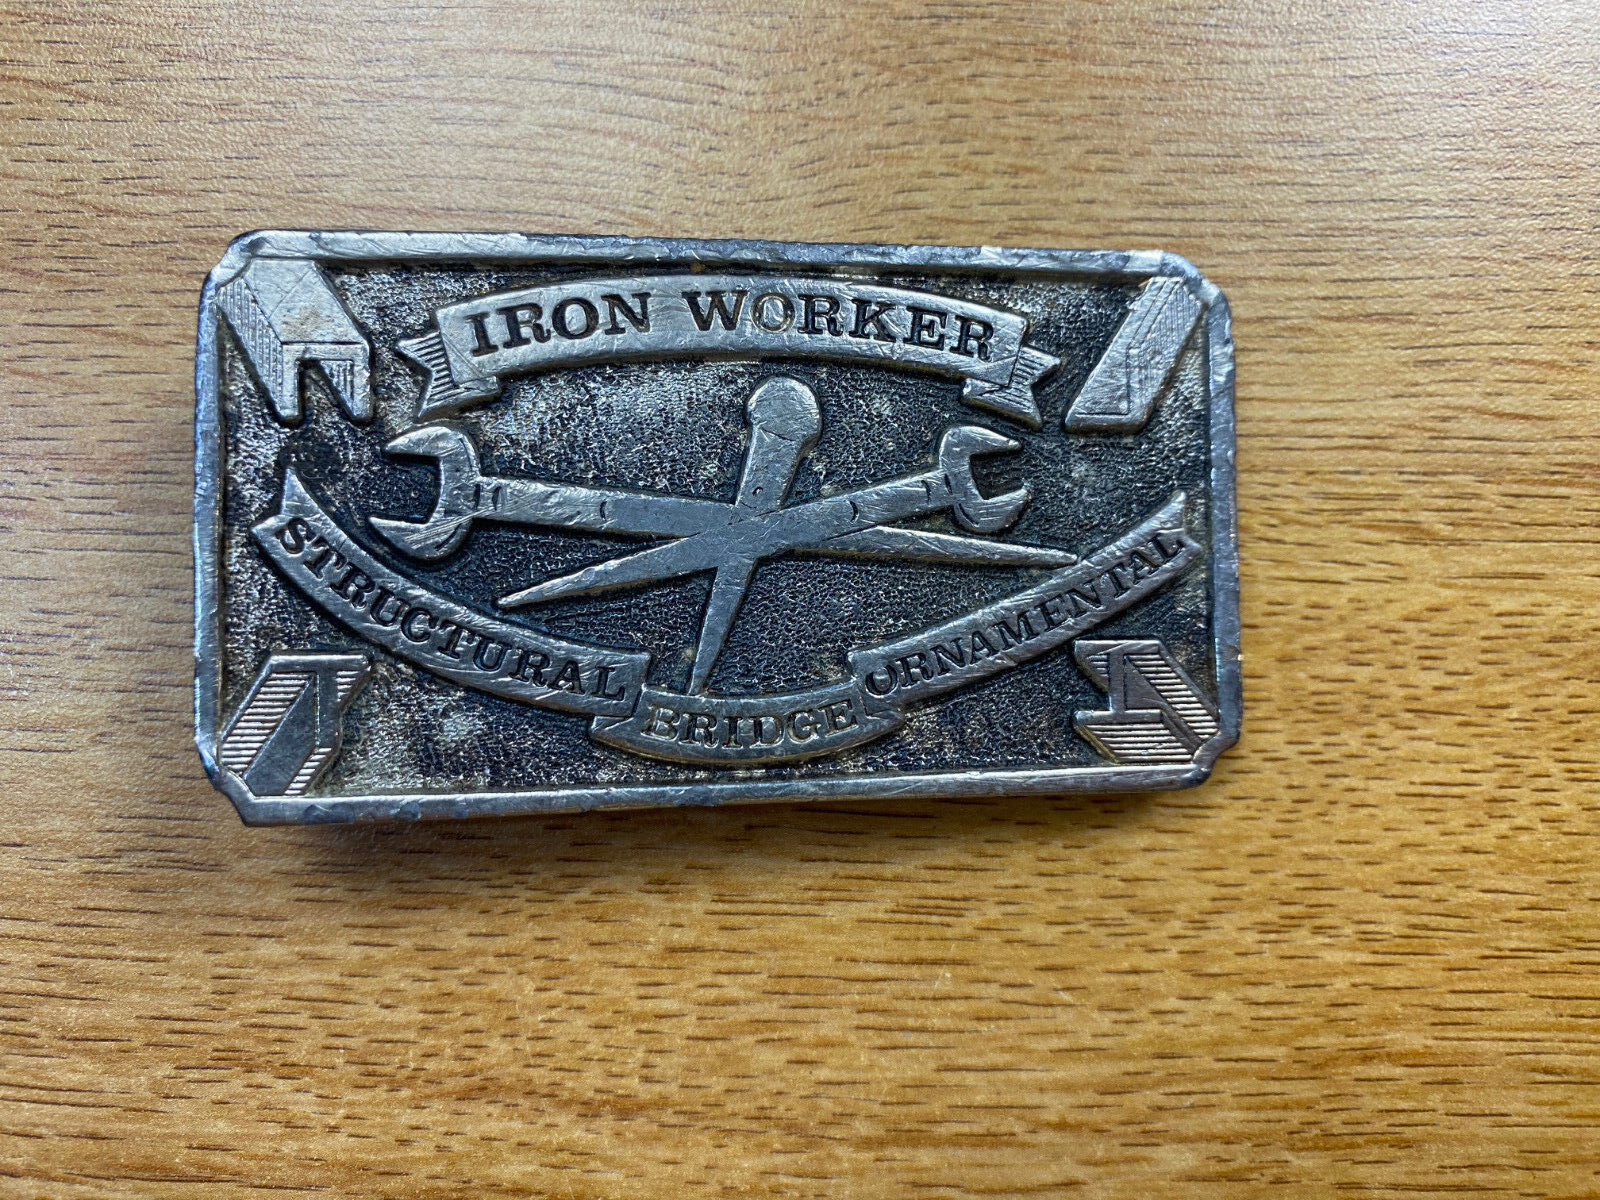 IRON WORKER
STRUCTURAL
BRIDGE
ORNAMENTAL